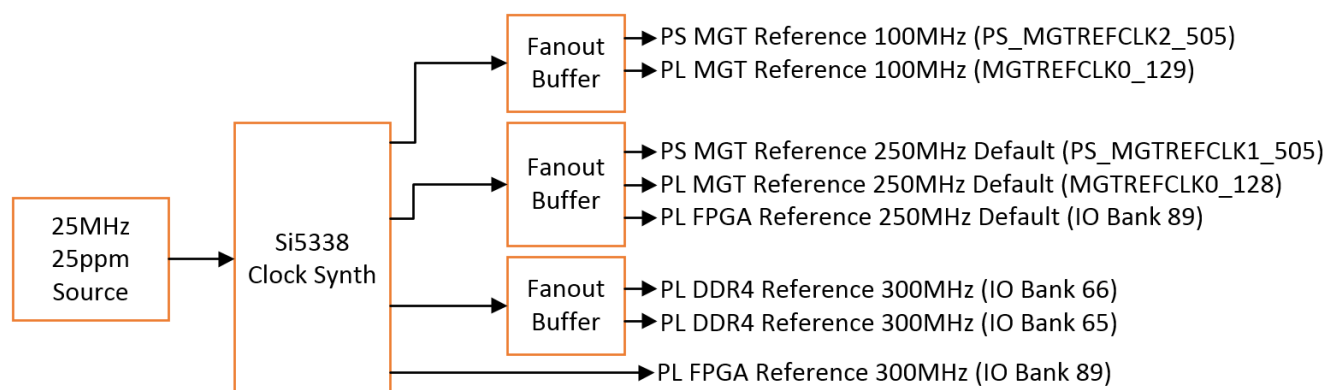 25MHz
25ppm
Source
Si5338
Clock Synth
Fanout
Buffer
PS MGT Reference 100MHz (PS_MGTREFCLK2_505)
PL MGT Reference 100MHz (MGTREFCLK0_129)
Fanout
Buffer
PS MGT Reference 250MHz Default (PS_MGTREFCLK1_505)
PL MGT Reference 250MHz Default (MGTREFCLK0_128)
PL FPGA Reference 250MHz Default (IO Bank 89)
Fanout
Buffer
PL DDR4 Reference 300MHz (IO Bank 66)
PL DDR4 Reference 300MHz (IO Bank 65)
PL FPGA Reference 300MHz (IO Bank 89)